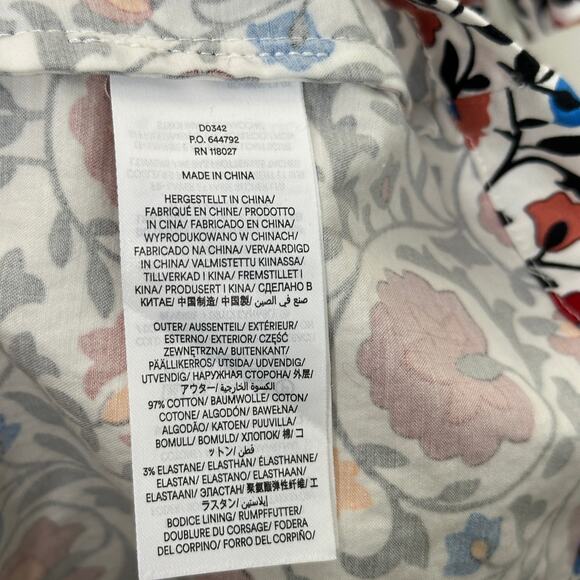 D0342
P.O. 644792
RN 118027
MADE IN CHINA
HERGESTELLT IN CHINA/
FABRIQUÉ EN CHINE/ PRODOTTO
IN CINA/ FABRICADO EN CHINA/
WYPRODUKOWANO W CHINACH/
FABRICADO NA CHINA/ VERVAARDIGD
IN CHINA/ VALMISTETTU KIINASSA/
TILLVERKAD I KINA/ FREMSTILLET I
KINA/ PRODUSERT I KINA/ СДЕЛАНО В
КИТАЕ/ 中国制造/ 中国製/ صنع في الصين/
OUTER/ AUSSENTEIL/ EXTÉRIEUR/
ESTERNO/ EXTERIOR/ CZĘŚĆ
ZEWNĘTRZNA/ BUITENKANT/
PÄÄLLIKERROS/ UTSIDA/ UDVENDIG/
UTVENDIG/ НАРУЖНАЯ СТОРОНА/ 外层/
アウター/ الكسوة الخارجية/
97% COTTON/ BAUMWOLLE/ COTON/
COTONE/ ALGODÓN/ BAWEŁNA/
ALGODÃO/ KATOEN/ PUUVILLA/
BOMULL/ BOMULD/ ХЛОПОК/ 棉/ コ
ットン/ قطن/
3% ELASTANE/ ELASTHAN/ ÉLASTHANNE/
ELASTAN/ ELASTANO/ ELASTHAAN/
ELASTAANI/ ЭЛАСТАН/ 聚氨酯弹性纤维/ エ
ラスタン/ إيلاستين/
BODICE LINING/ RUMPFFUTTER/
DOUBLURE DU CORSAGE/ FODERA
DEL CORPINO/ FORRO DEL CORPIÑO/